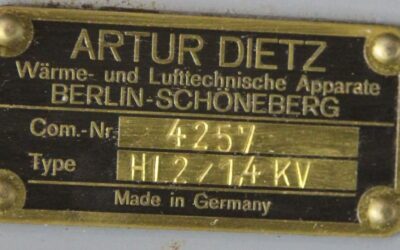 ARTUR DIETZ
Wärme- und Lufttechnische Apparate
BERLIN-SCHÖNEBERG
Com.-Nr. 4257
Type HL2/1,4 KV
Made in Germany